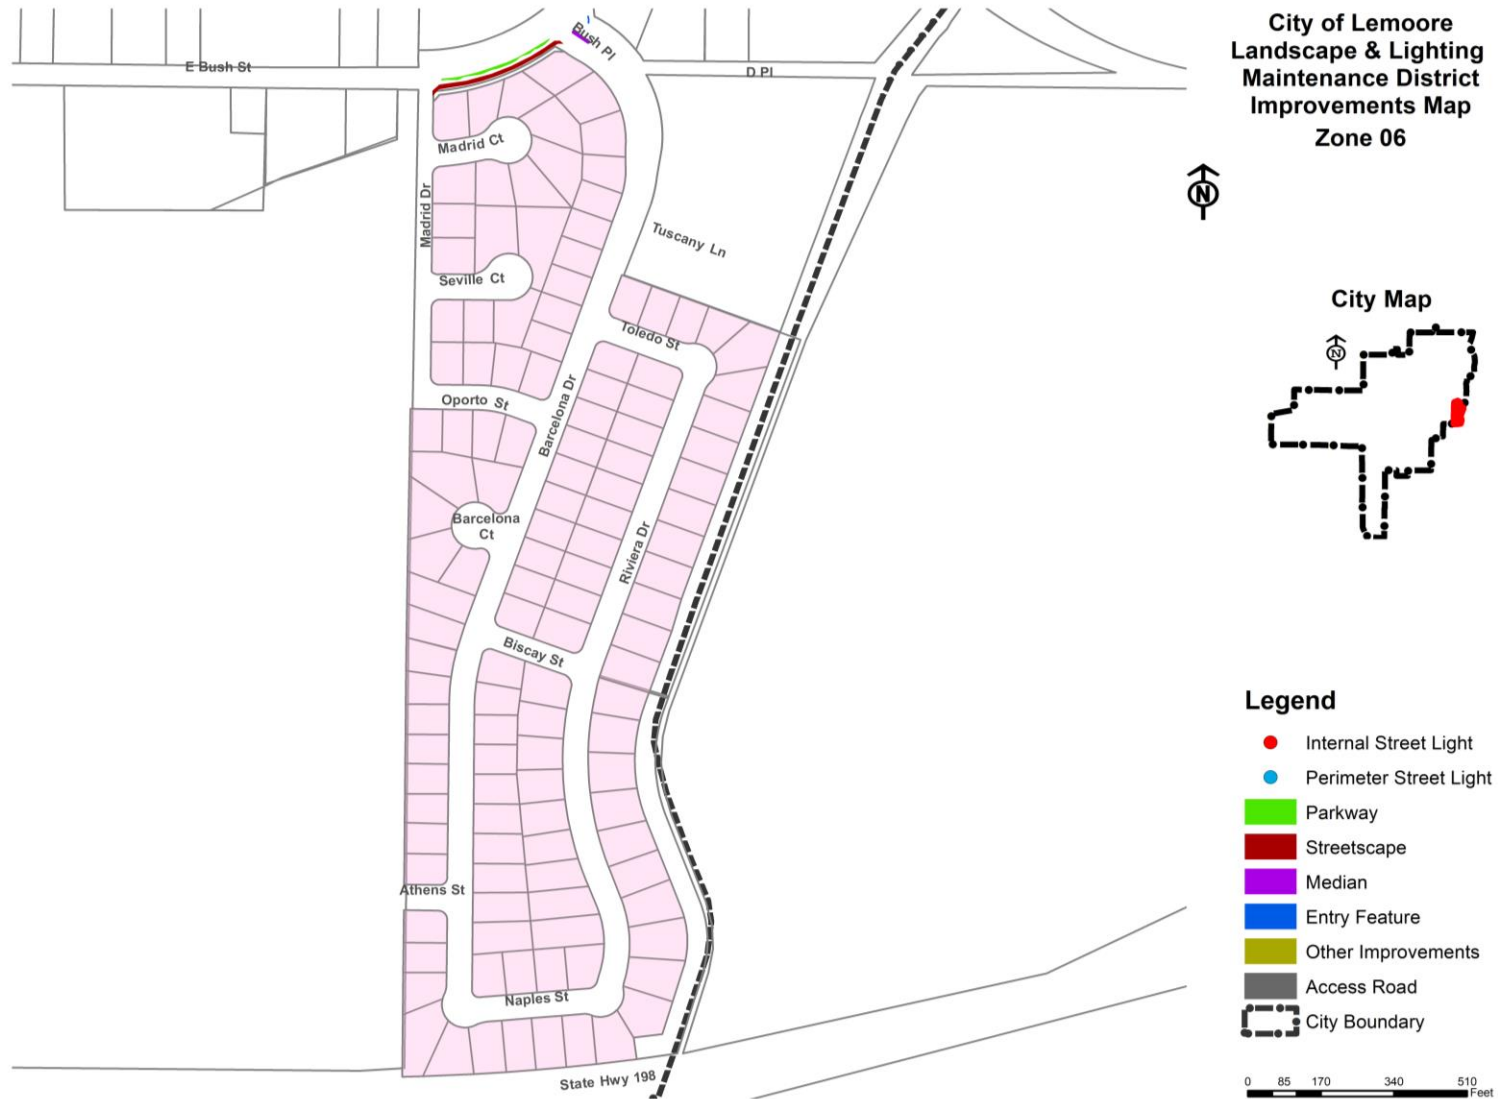 City of Lemoore
Landscape & Lighting
Maintenance District
Improvements Map
Zone 06
N
Bush Pl
E Bush St
D Pl
Madrid Ct
Madrid Dr
Tuscany Ln
Seville Ct
Toledo St
Oporto St
Barcelona Dr
Barcelona
Ct
Riviera Dr
Biscay St
Athens St
Naples St
State Hwy 198
City Map
N
Legend
Internal Street Light
Perimeter Street Light
Parkway
Streetscape
Median
Entry Feature
Other Improvements
Access Road
City Boundary
0 85 170 340 510
Feet